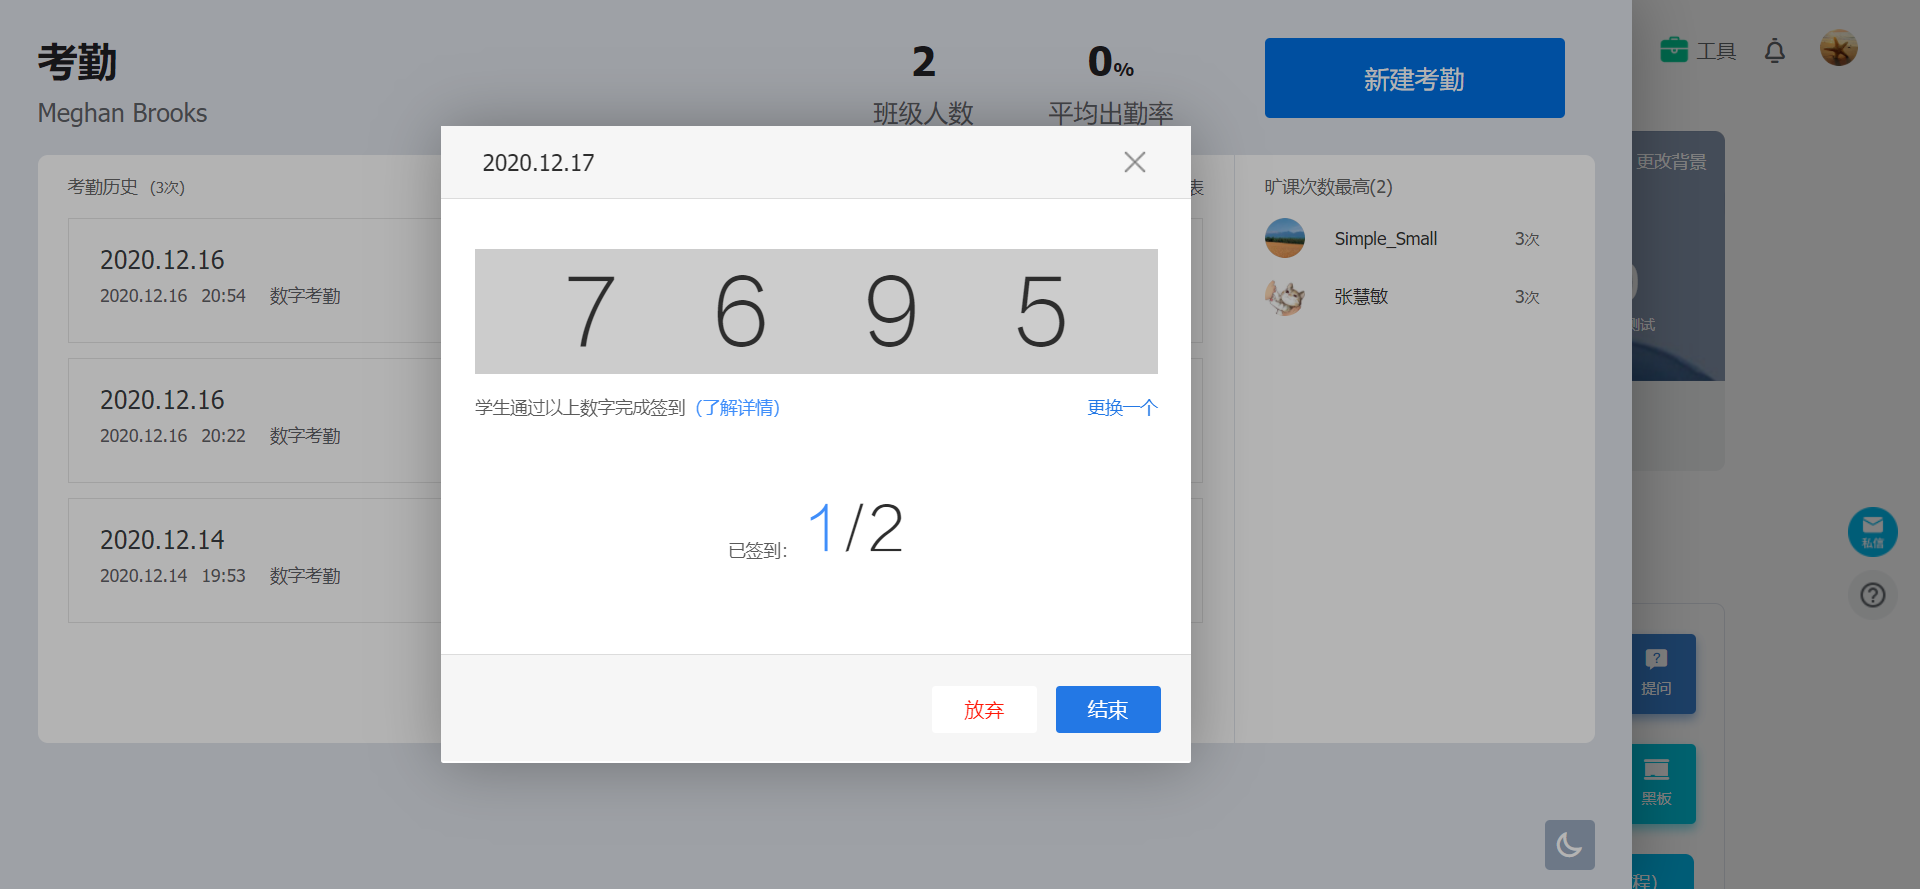 考勤
Meghan Brooks
2
班级人数
0%
平均出勤率
新建考勤
工具
更改背景
考勤历史 (3次)
表
2020.12.16
2020.12.16 20:54 数字考勤
2020.12.16
2020.12.16 20:22 数字考勤
2020.12.14
2020.12.14 19:53 数字考勤
2020.12.17
7 6 9 5
学生通过以上数字完成签到 (了解详情)
更换一个
已签到: 1/2
放弃
结束
旷课次数最高(2)
Simple_Small 3次
张慧敏 3次
测试
私信
提问
黑板
程)